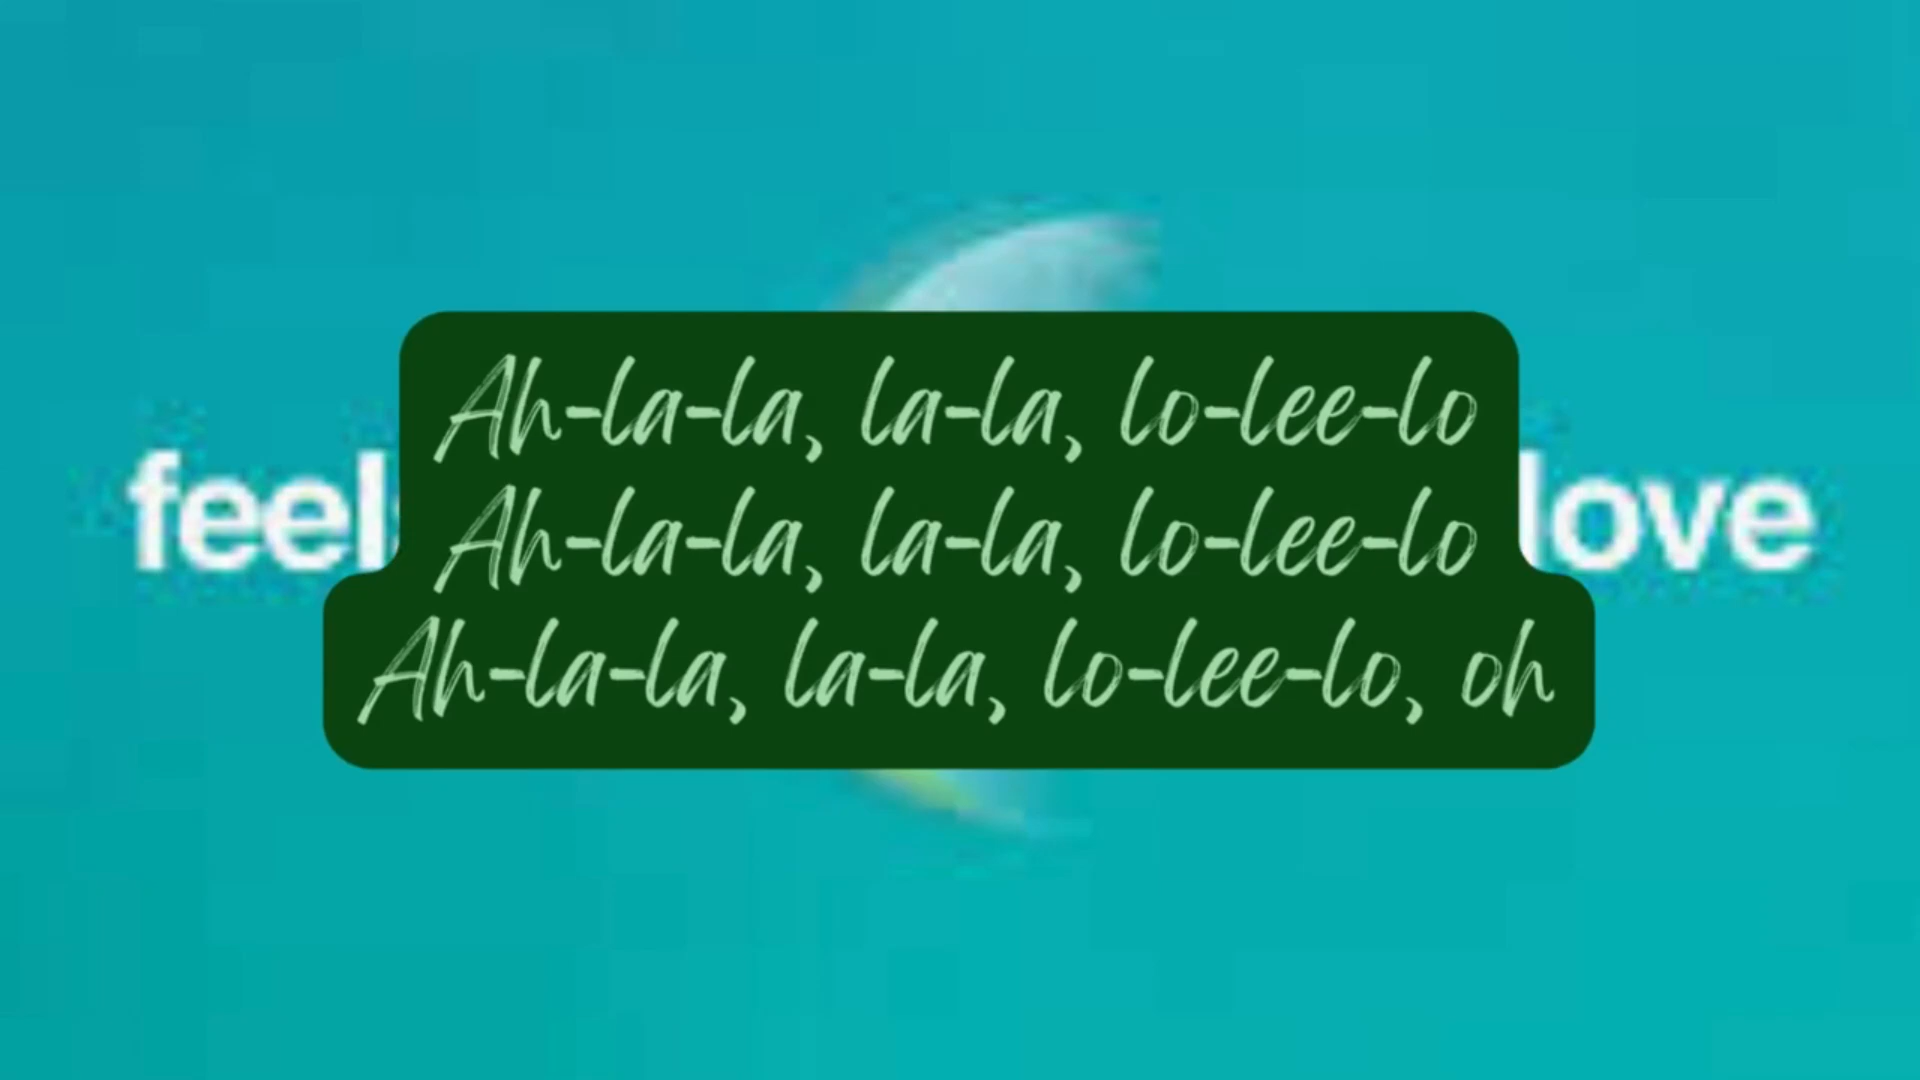 Ah-la-la, la-la, lo-lee-lo
feel love
Ah-la-la, la-la, lo-lee-lo
Ah-la-la, la-la, lo-lee-lo, oh